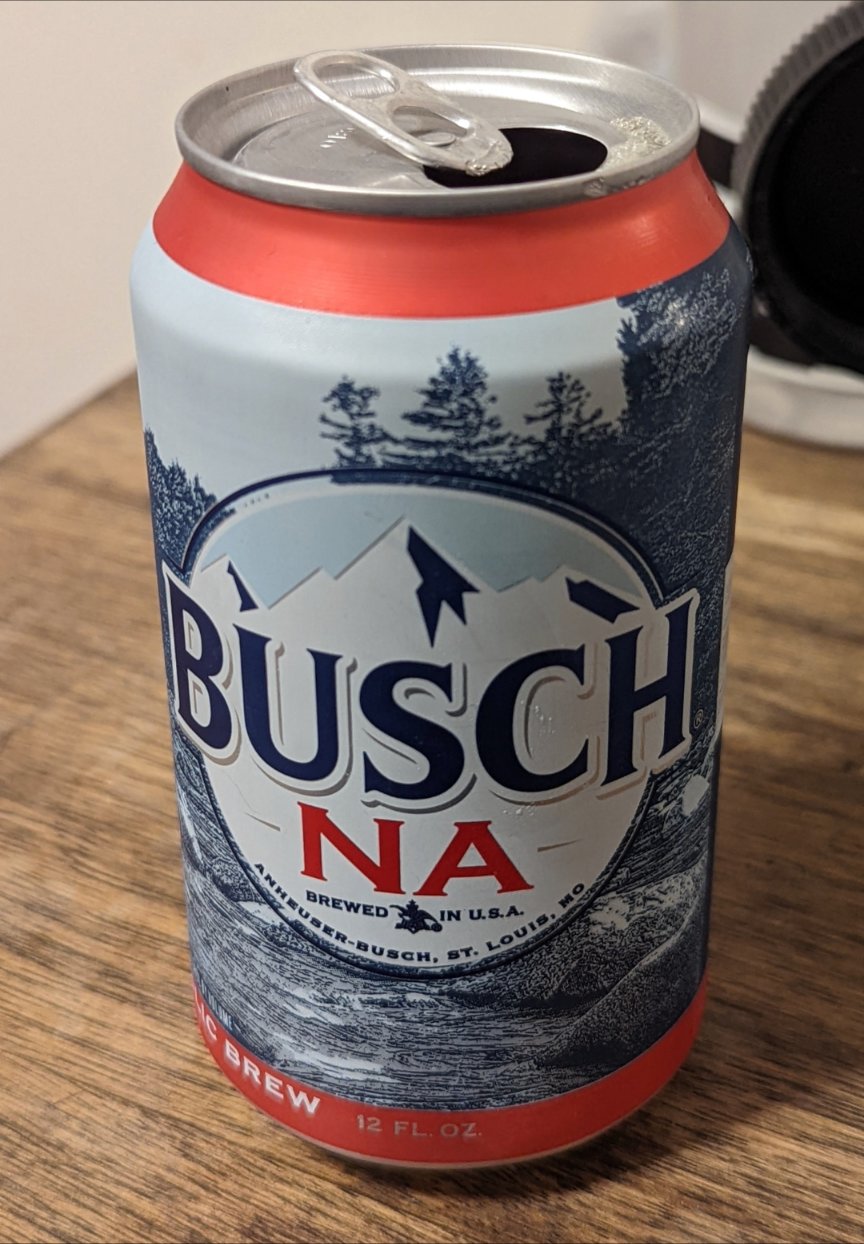 BUSCH®
NA
BREWED IN U.S.A.
ANHEUSER-BUSCH, ST. LOUIS, MO
BREW
12 FL. OZ.